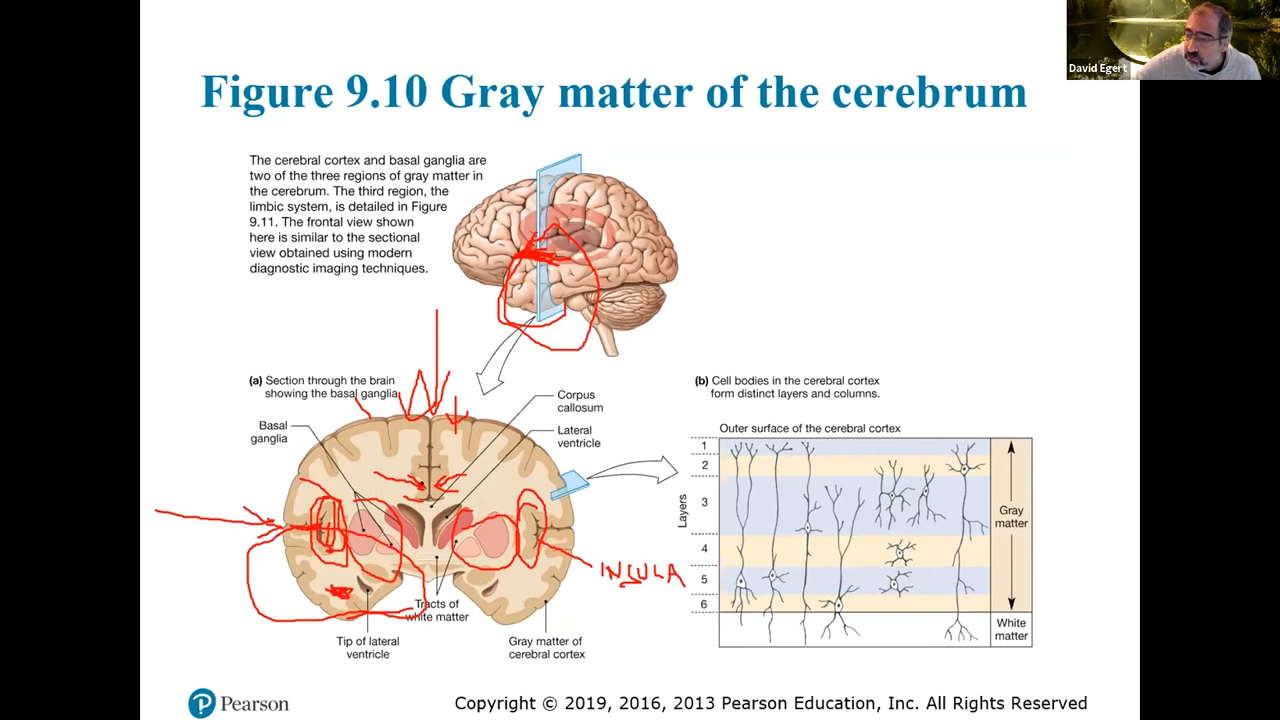 David Egert
Figure 9.10 Gray matter of the cerebrum
The cerebral cortex and basal ganglia are
two of the three regions of gray matter in
the cerebrum. The third region, the
limbic system, is detailed in Figure
9.11. The frontal view shown
here is similar to the sectional
view obtained using modern
diagnostic imaging techniques.
(a) Section through the brain
showing the basal ganglia.
Corpus
callosum
Basal
ganglia
Lateral
ventricle
INSULA
Tracts of
white matter
Tip of lateral
ventricle
Gray matter of
cerebral cortex
(b) Cell bodies in the cerebral cortex
form distinct layers and columns.
Outer surface of the cerebral cortex
Layers
1
2
3
4
5
6
Gray
matter
White
matter
Pearson
Copyright © 2019, 2016, 2013 Pearson Education, Inc. All Rights Reserved